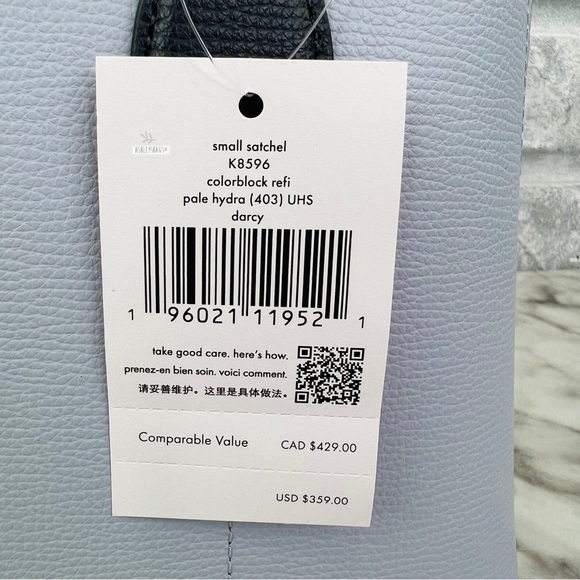 ASHLEYSBAGS*
small satchel
K8596
colorblock refi
pale hydra (403) UHS
darcy
1 96021 11952 1
take good care. here's how.
prenez-en bien soin. voici comment.
请妥善维护。这里是具体做法。
Comparable Value CAD $429.00
USD $359.00